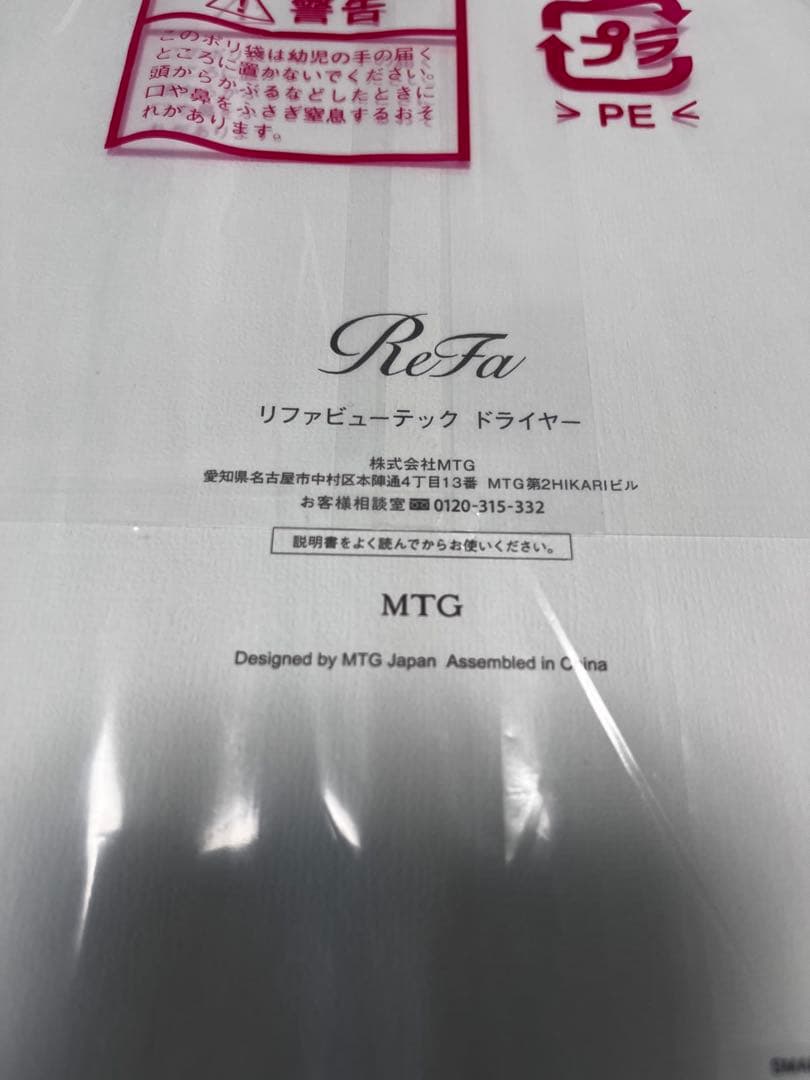 警告
このポリ袋は幼児の手の届く
ところに置かないでください。
頭からかぶるなどしたときに
口や鼻をふさぎ窒息するおそ
れがあります。
プラ
PE
ReFa
リファビューテック ドライヤー
株式会社MTG
愛知県名古屋市中村区本陣通4丁目13番 MTG第2HIKARIビル
お客様相談室 0120-315-332
説明書をよく読んでからお使いください。
MTG
Designed by MTG Japan Assembled in China